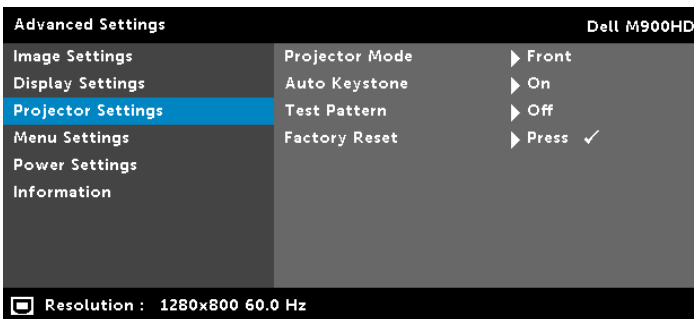 Advanced Settings Dell M900HD
Image Settings Projector Mode Front
Display Settings Auto Keystone On
Projector Settings Test Pattern Off
Menu Settings Factory Reset Press ✓
Power Settings
Information
Resolution : 1280x800 60.0 Hz